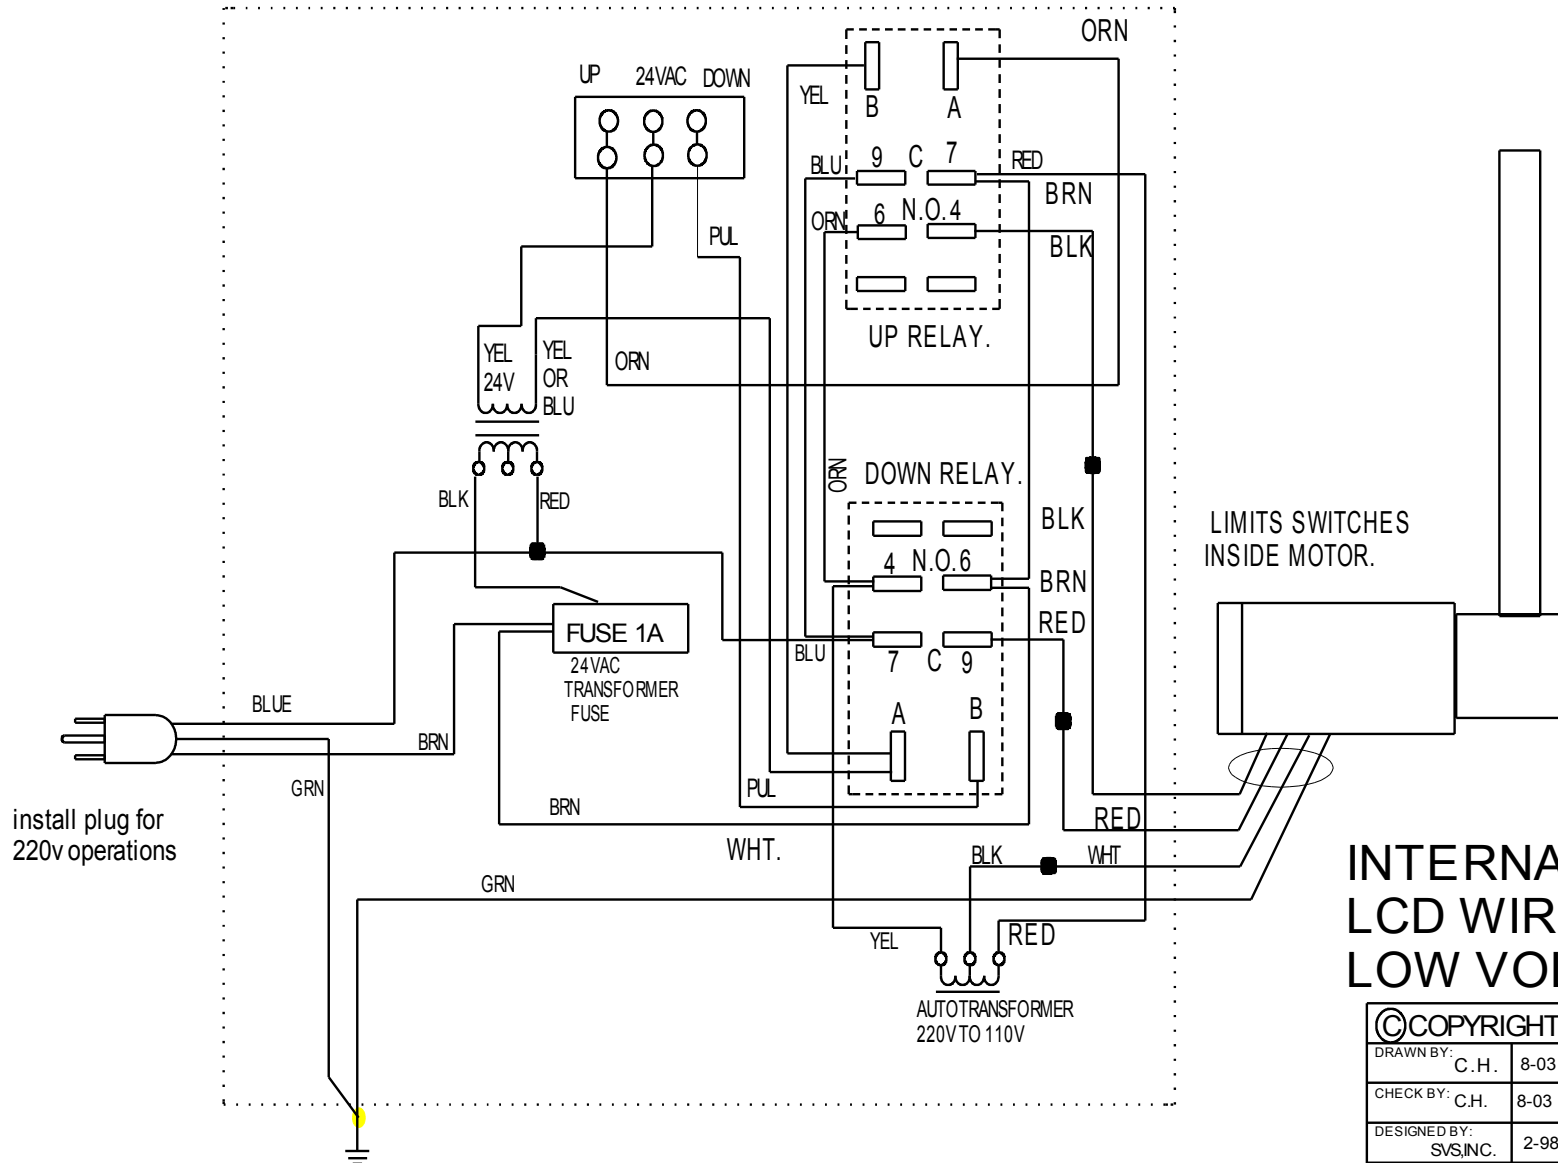 ORN
UP 24VAC DOWN
YEL
B A
BLU 9 C 7 RED
BRN
ORN 6 N.O. 4
PUL
BLK
UP RELAY.
YEL
24V
YEL
OR
BLU
ORN
ORN
DOWN RELAY.
BLK RED
BLK
LIMITS SWITCHES
INSIDE MOTOR.
4 N.O. 6
BRN
RED
FUSE 1A
24VAC
TRANSFORMER
FUSE
BLU
7 C 9
BLUE
A B
BRN
GRN
PUL
BRN
RED
install plug for
220v operations
WHT.
BLK WHT
GRN
YEL
RED
AUTOTRANSFORMER
220V TO 110V
INTERNA
LCD WIR
LOW VO
©COPYRIGHT
DRAWN BY: C.H. 8-03
CHECK BY: C.H. 8-03
DESIGNED BY: SVS,INC. 2-98